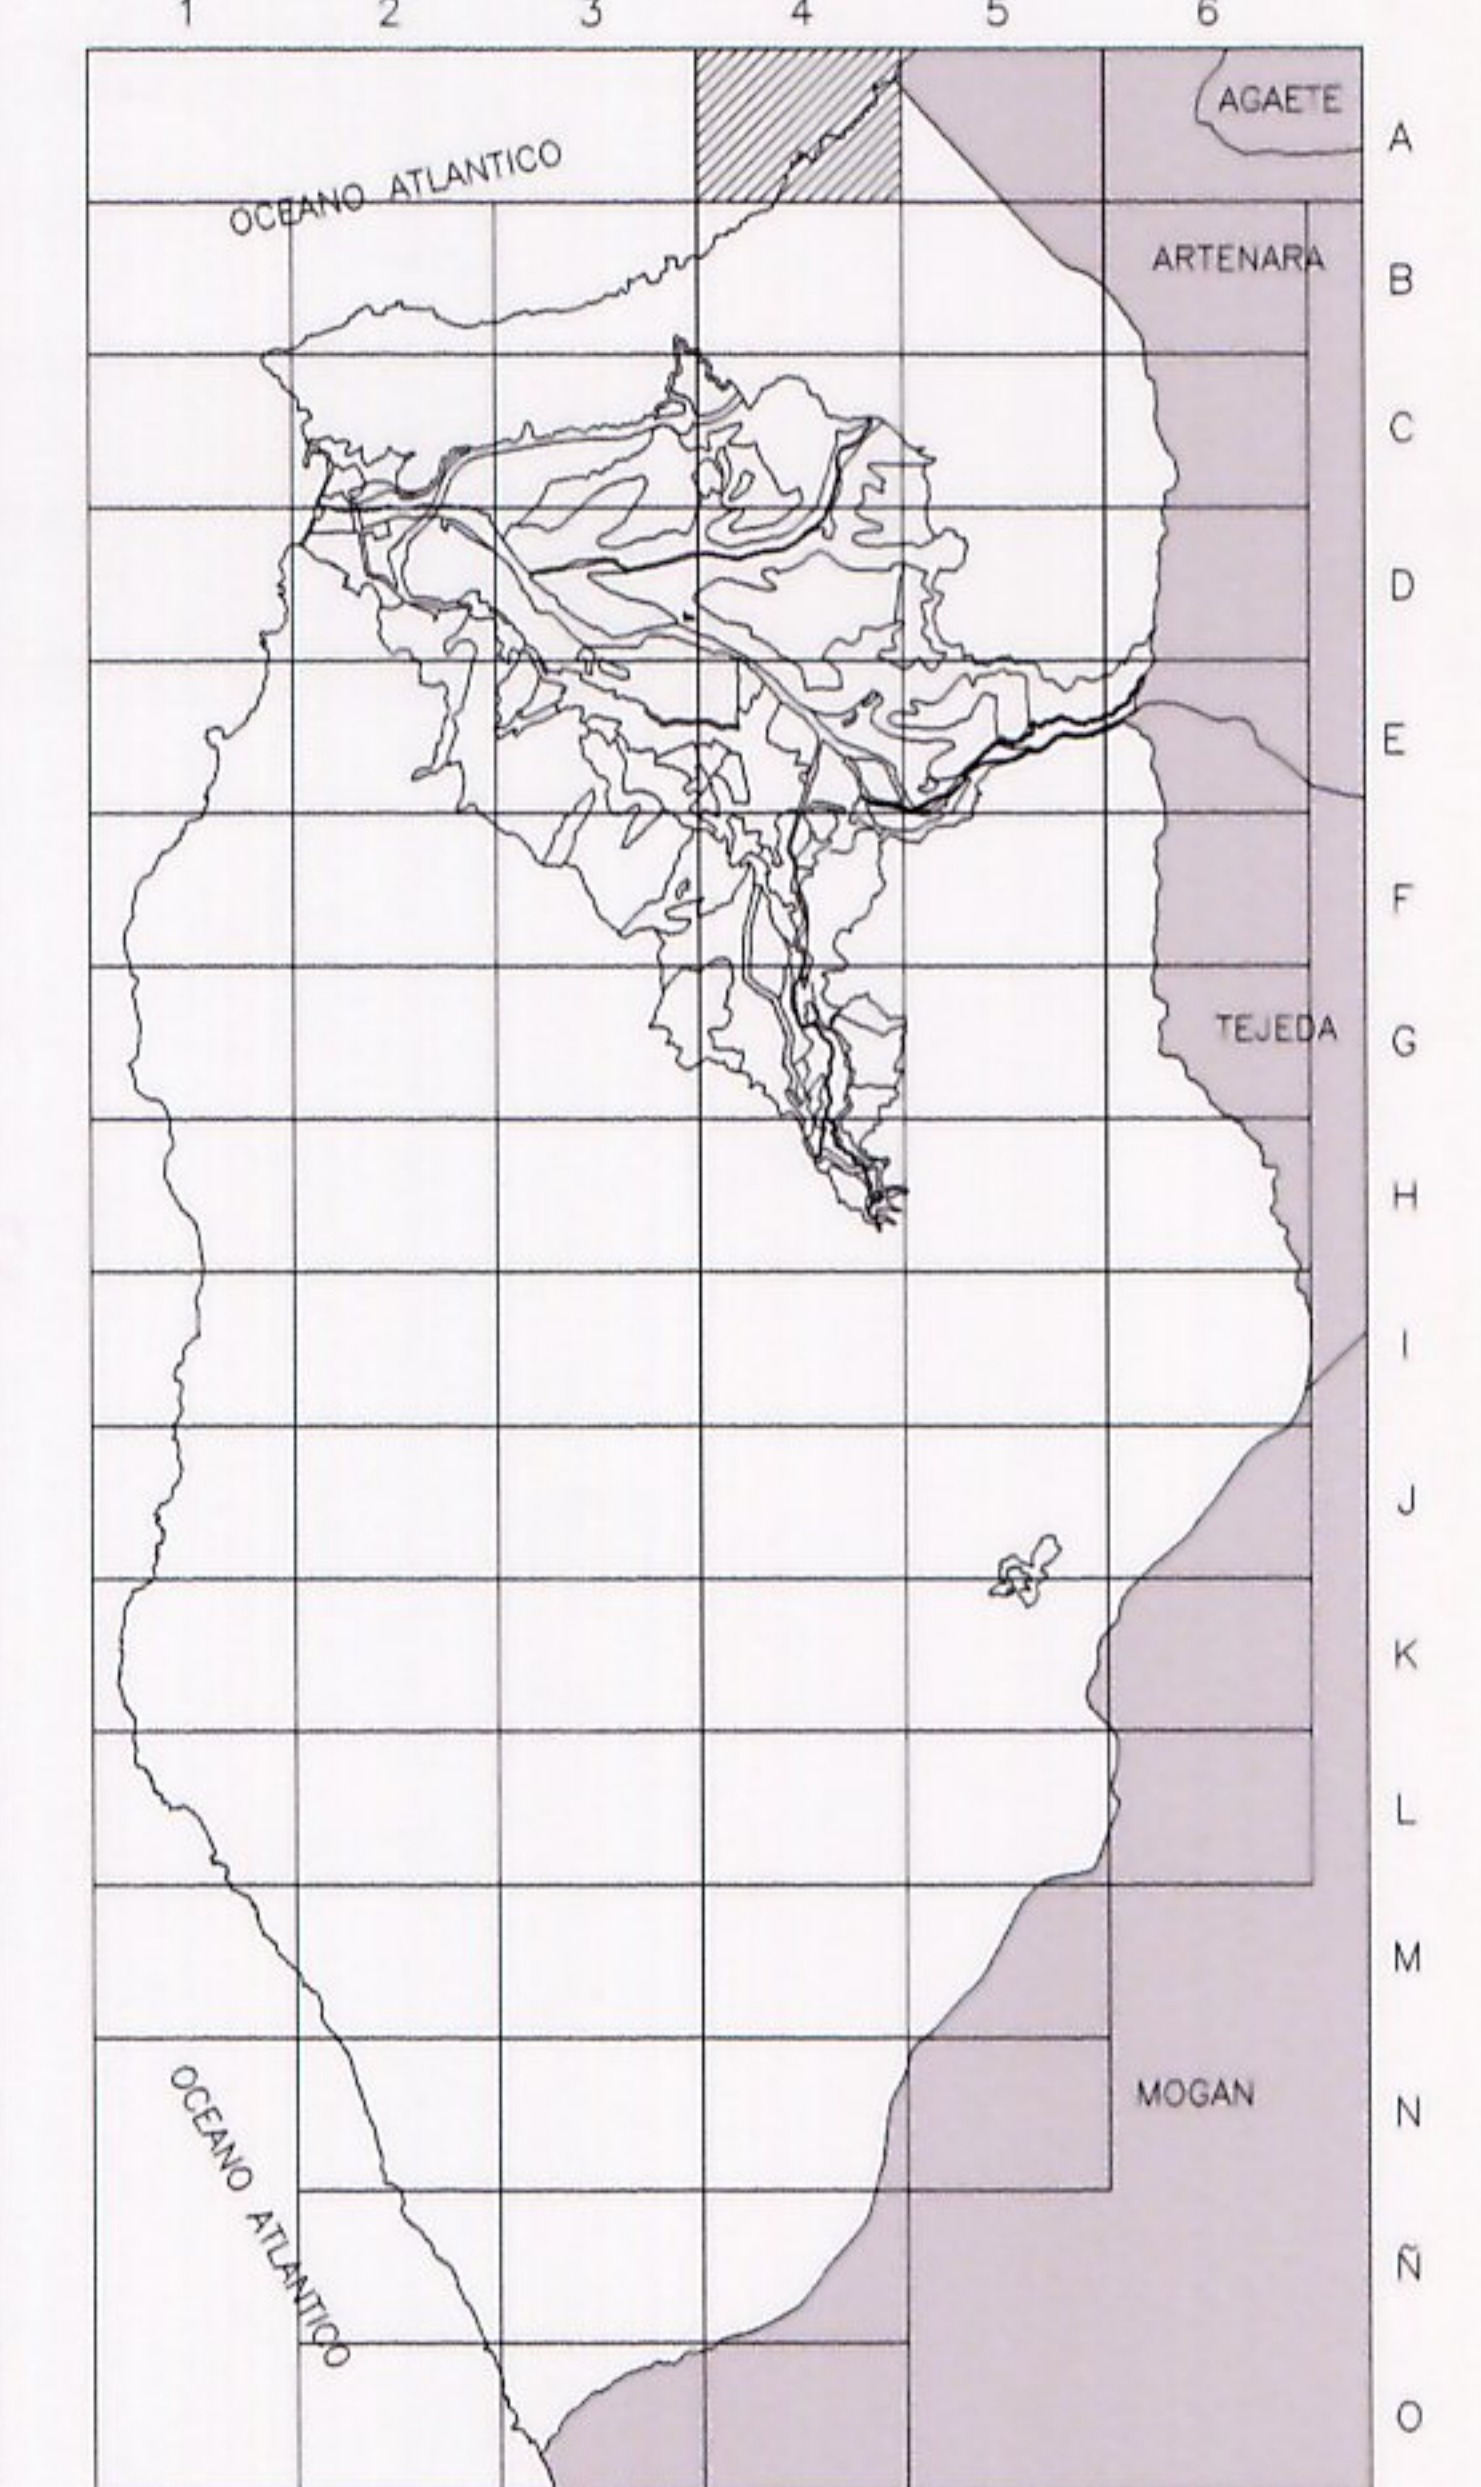 1 2 3 4 5 6
AGAETE
A
OCEANO ATLANTICO
ARTENARA
B
C
D
E
F
TEJEDA
G
H
I
J
K
L
M
MOGAN
N
OCEANO ATLANTICO
Ñ
O